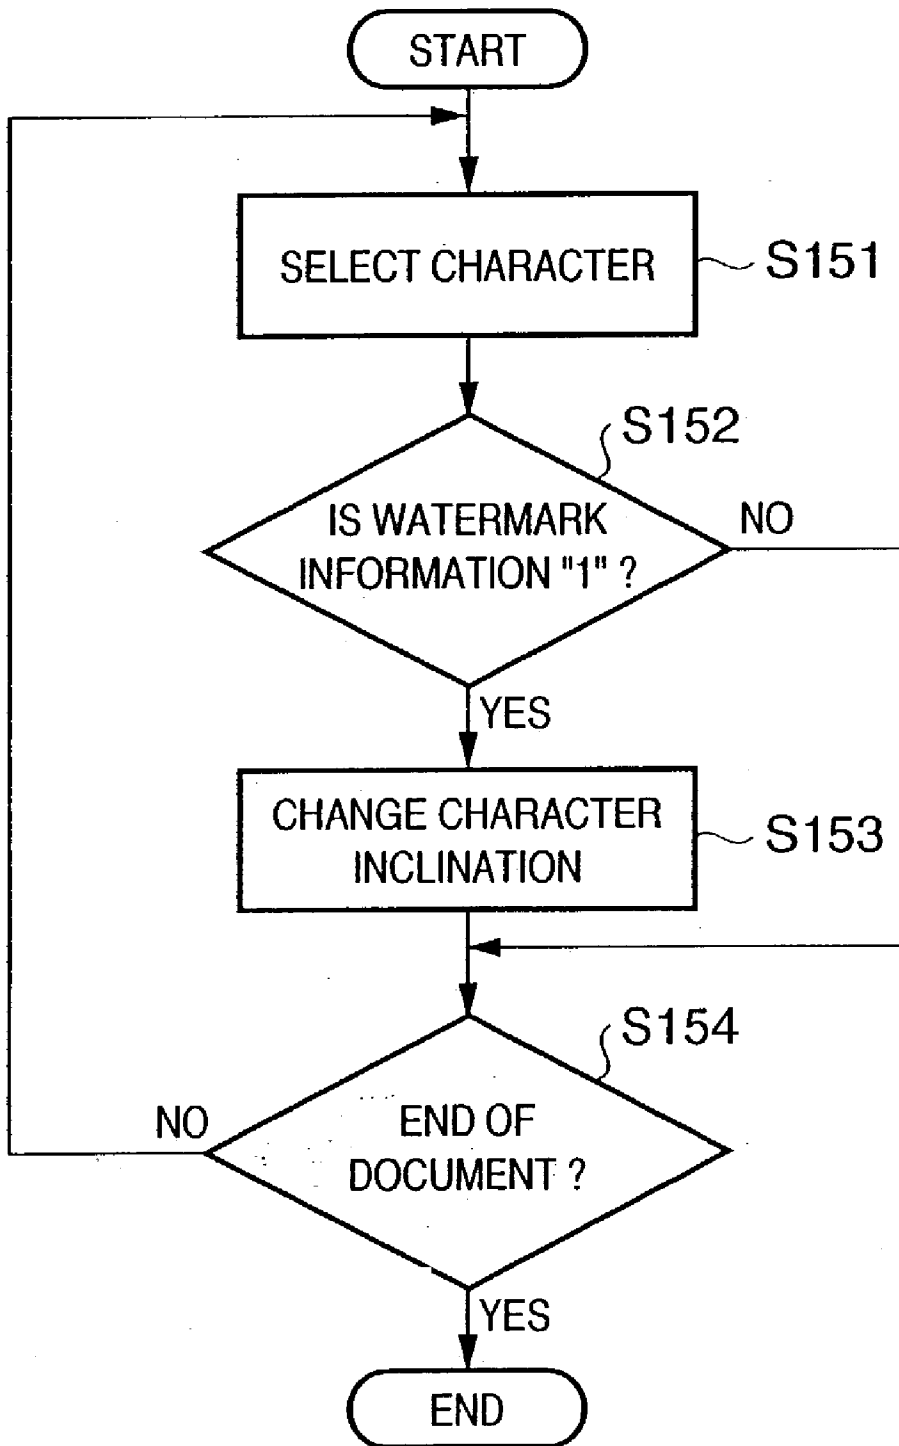 START
SELECT CHARACTER
S151
S152
IS WATERMARK
INFORMATION "1" ?
NO
YES
CHANGE CHARACTER
INCLINATION
S153
S154
END OF
DOCUMENT ?
NO
YES
END